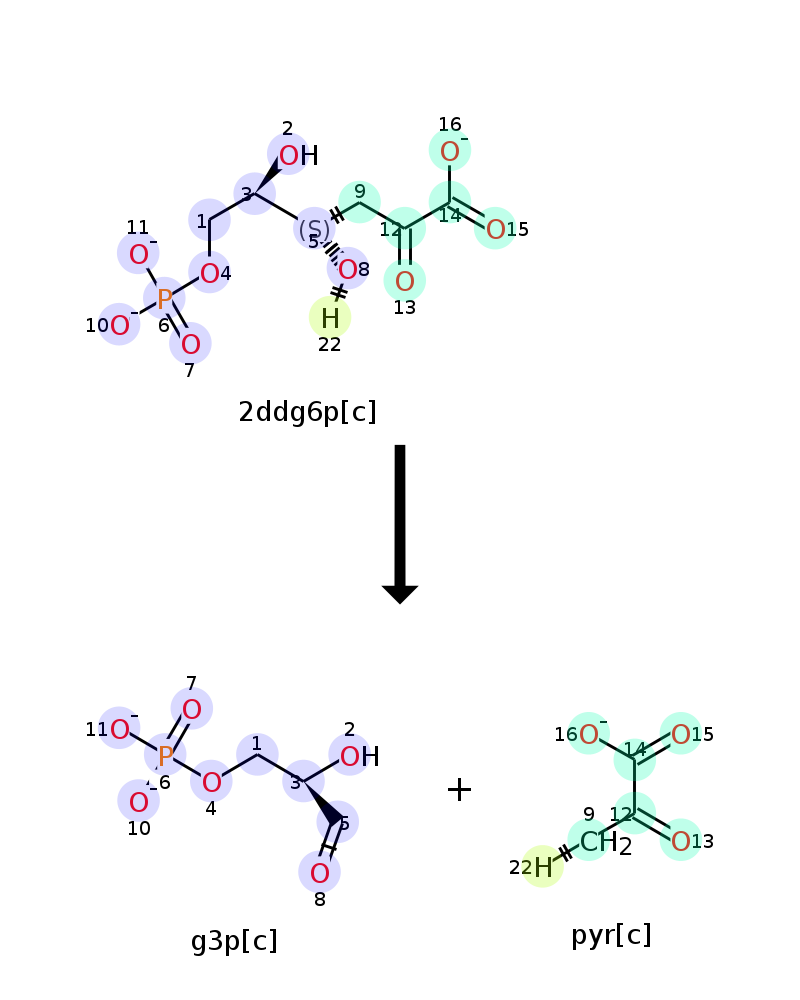 16
O-
2
OH
9
3
1
(S)
12
14
O15
5
11
O-
O4
O8
O
13
P
6
10O-
O
7
H
22
2ddg6p[c]
7
O
11O-
1
2
OH
P
6
3
O-
10
O
4
5
O
8
+
16O-
O15
14
9
12
CH2
O13
22H
g3p[c]
pyr[c]